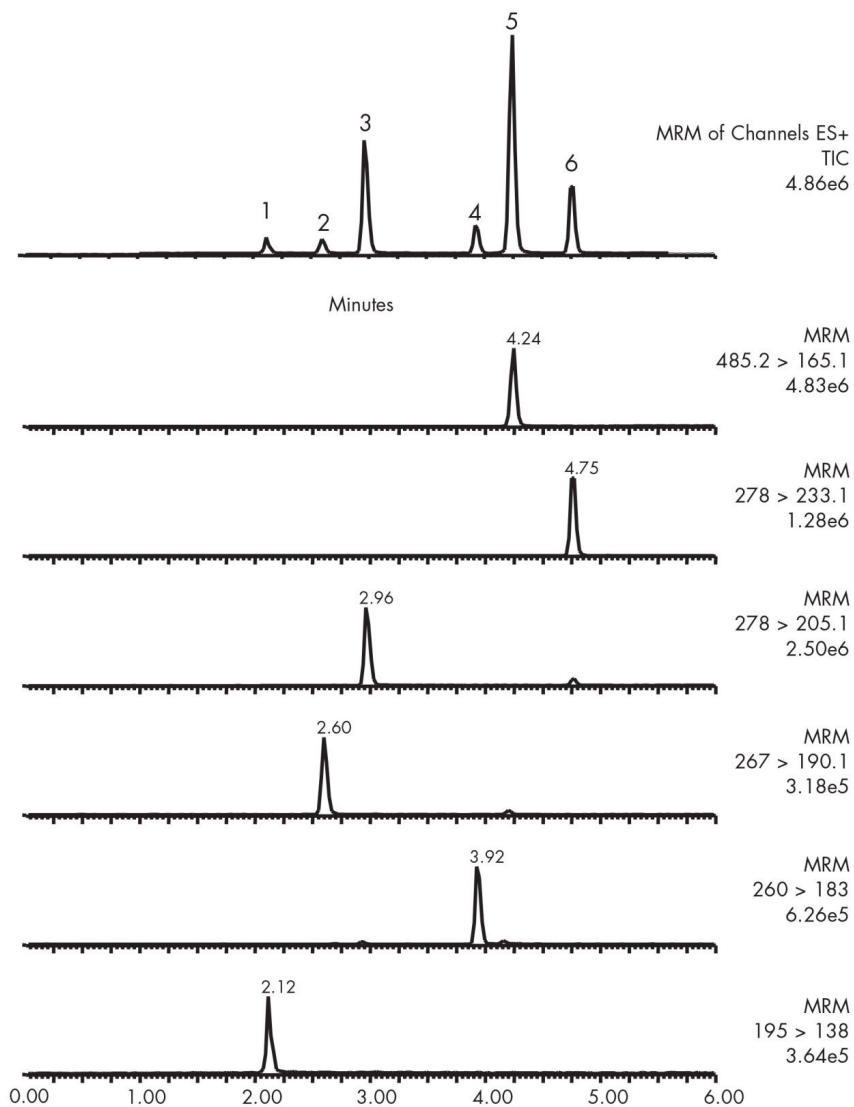 5
3
MRM of Channels ES+
TIC
4.86e6
6
1
2
4
Minutes
4.24
MRM
485.2 > 165.1
4.83e6
4.75
MRM
278 > 233.1
1.28e6
2.96
MRM
278 > 205.1
2.50e6
2.60
MRM
267 > 190.1
3.18e5
3.92
MRM
260 > 183
6.26e5
2.12
MRM
195 > 138
3.64e5
0.00 1.00 2.00 3.00 4.00 5.00 6.00